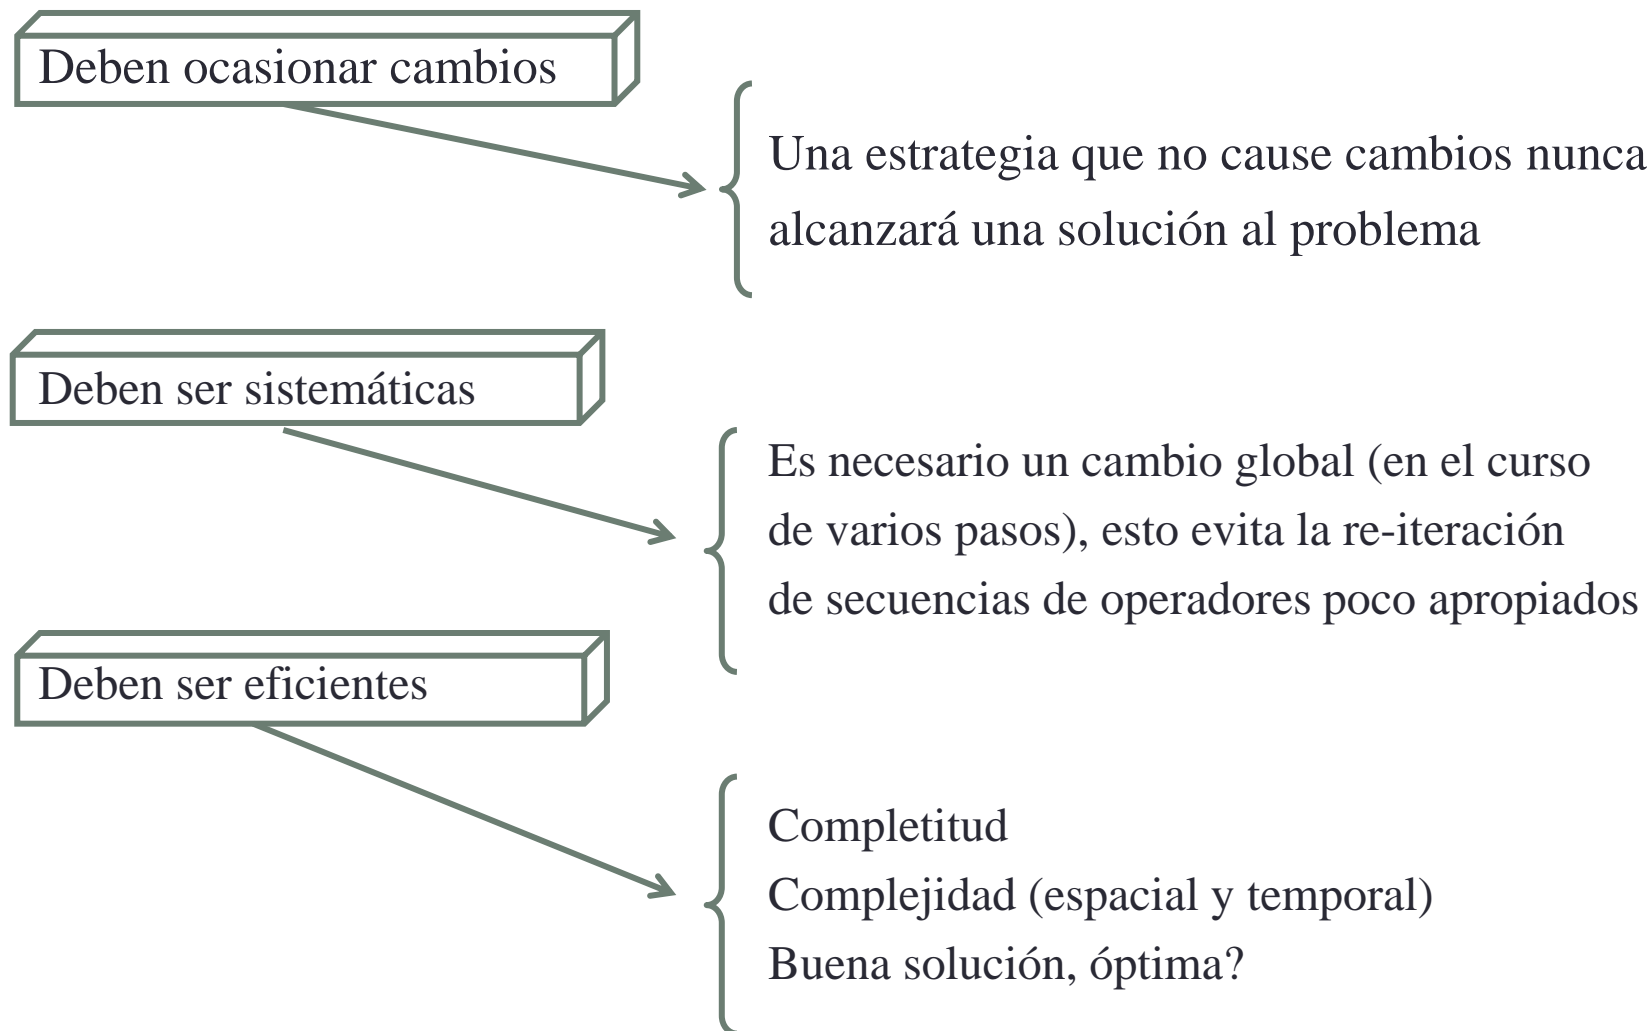 Deben ocasionar cambios
Una estrategia que no cause cambios nunca
alcanzará una solución al problema
Deben ser sistemáticas
Es necesario un cambio global (en el curso
de varios pasos), esto evita la re-iteración
de secuencias de operadores poco apropiados
Deben ser eficientes
Completitud
Complejidad (espacial y temporal)
Buena solución, óptima?